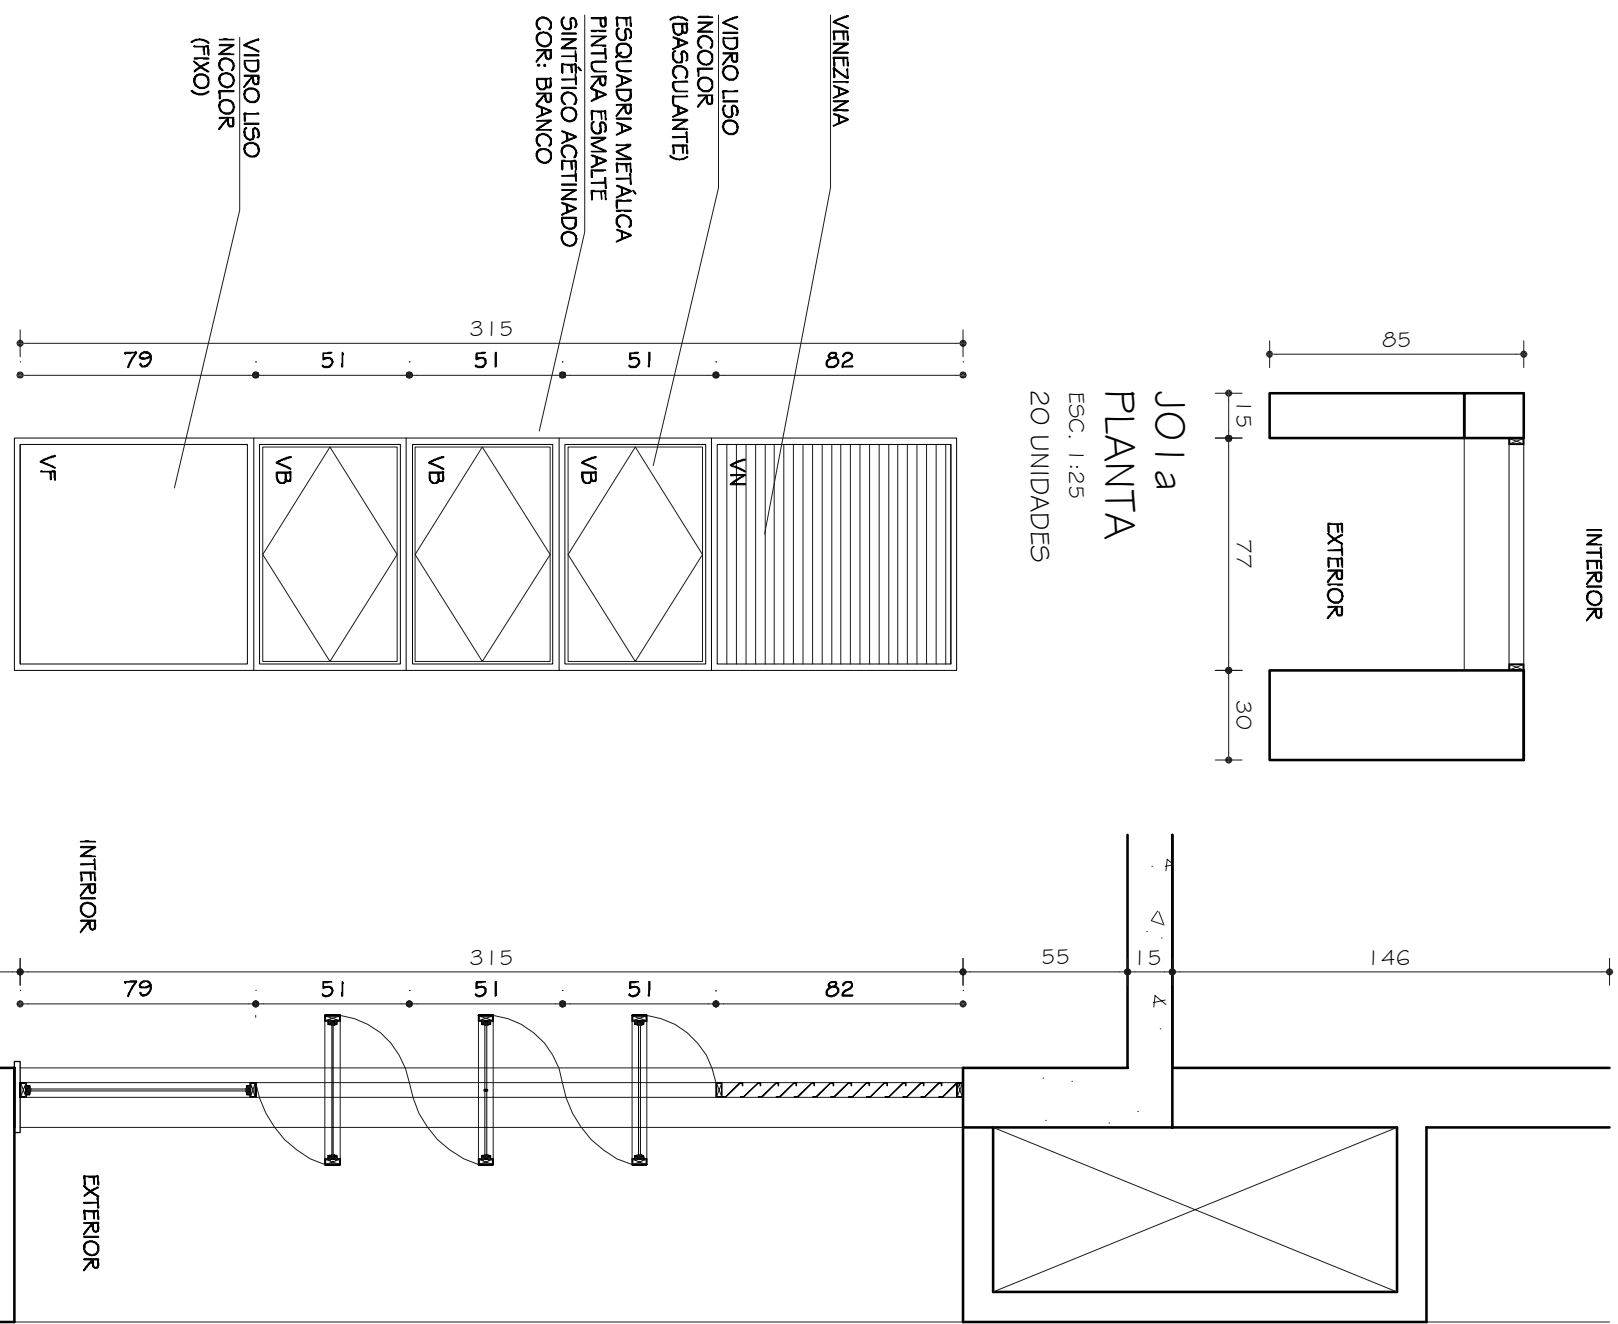 INTERIOR
EXTERIOR
85
15
77
30
JO1a
PLANTA
ESC. 1:25
20 UNIDADES
VENEZIANA
VIDRO LISO
INCOLOR
(BASCULANTE)
ESQUADRIA METÁLICA
PINTURA ESMALTE
SINTÉTICO ACETINADO
COR: BRANCO
VIDRO LISO
INCOLOR
(FIXO)
315
82
51
51
51
79
VN
VB
VB
VB
VF
146
15
55
315
82
51
51
51
79
INTERIOR
EXTERIOR